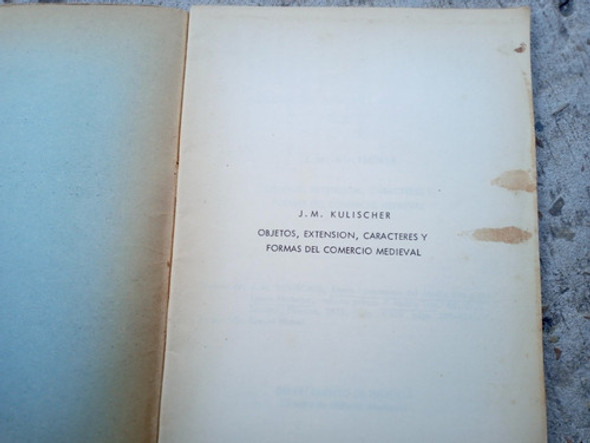 J. M. KULISCHER
OBJETOS, EXTENSION, CARACTERES Y
FORMAS DEL COMERCIO MEDIEVAL